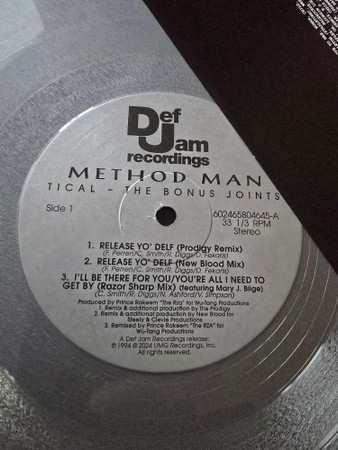 Def
Jam
recordings
METHOD MAN
TICAL – THE BONUS JOINTS
Side 1
602465804645-A
33 1/3 RPM
Stereo
1. RELEASE YO' DELF (Prodigy Remix)
(F. Perren/C. Smith/R. Diggs/D. Fekaris)
2. RELEASE YO' DELF (New Blood Mix)
(F. Perren/C. Smith/R. Diggs/D. Fekaris)
3. I'LL BE THERE FOR YOU/YOU'RE ALL I NEED TO
GET BY (Razor Sharp Mix) (featuring Mary J. Blige)
(C. Smith/R. Diggs/N. Ashford/V. Simpson)
Produced by Prince Rakeem "The Rza" for Wu-Tang Productions
1. Remix & additional production by The Prodigy
2. Remix & additional production by New Blood for
Steely & Clevie Productions
3. Remixed by Prince Rakeem "The RZA" for
Wu-Tang Productions
A Def Jam Recordings release;
℗ 1994 © 2024 UMG Recordings, Inc.
All rights reserved.